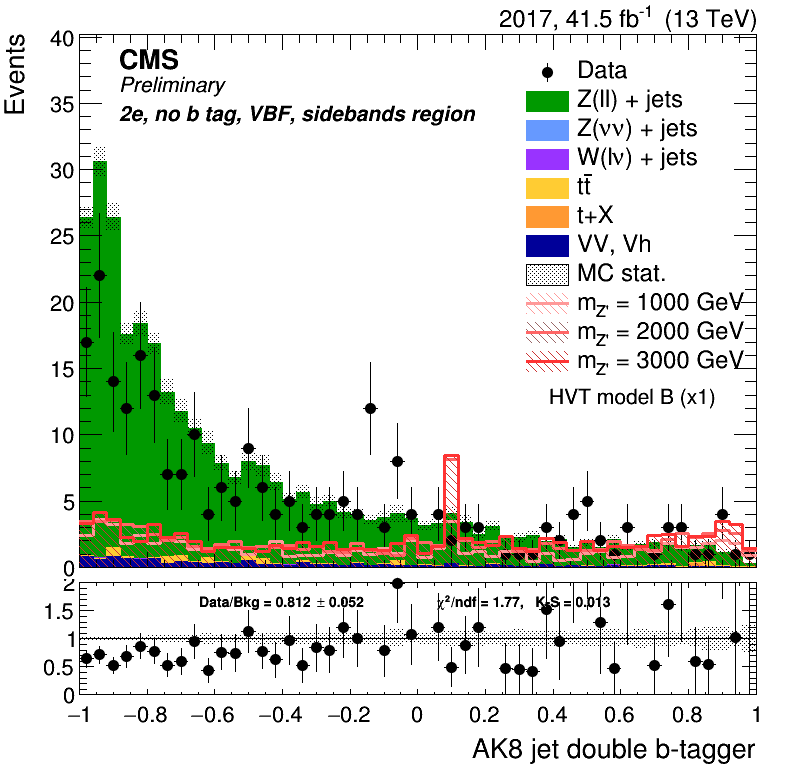 2017, 41.5 fb⁻¹ (13 TeV)
Events
CMS
Preliminary
2e, no b tag, VBF, sidebands region
Data
Z(ll) + jets
Z(νν) + jets
W(lν) + jets
tt̄
t+X
VV, Vh
MC stat.
m_Z' = 1000 GeV
m_Z' = 2000 GeV
m_Z' = 3000 GeV
HVT model B (x1)
40
35
30
25
20
15
10
5
0
Data/Bkg = 0.812 ± 0.052 χ²/ndf = 1.77, K-S = 0.013
2
1.5
1
0.5
0
−1 −0.8 −0.6 −0.4 −0.2 0 0.2 0.4 0.6 0.8 1
AK8 jet double b-tagger